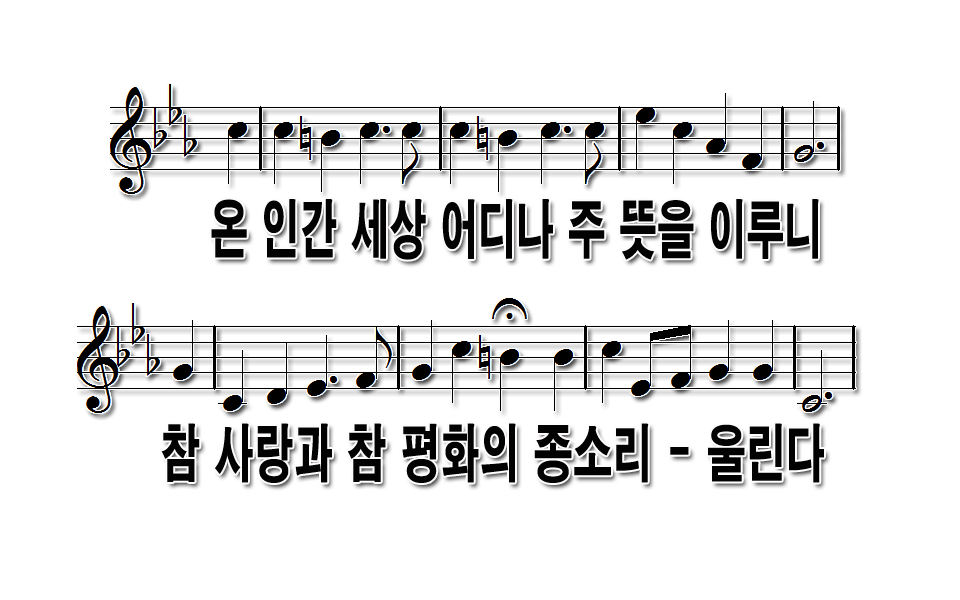 온 인간 세상 어디나 주 뜻을 이루니
참 사랑과 참 평화의 종소리 - 울린다